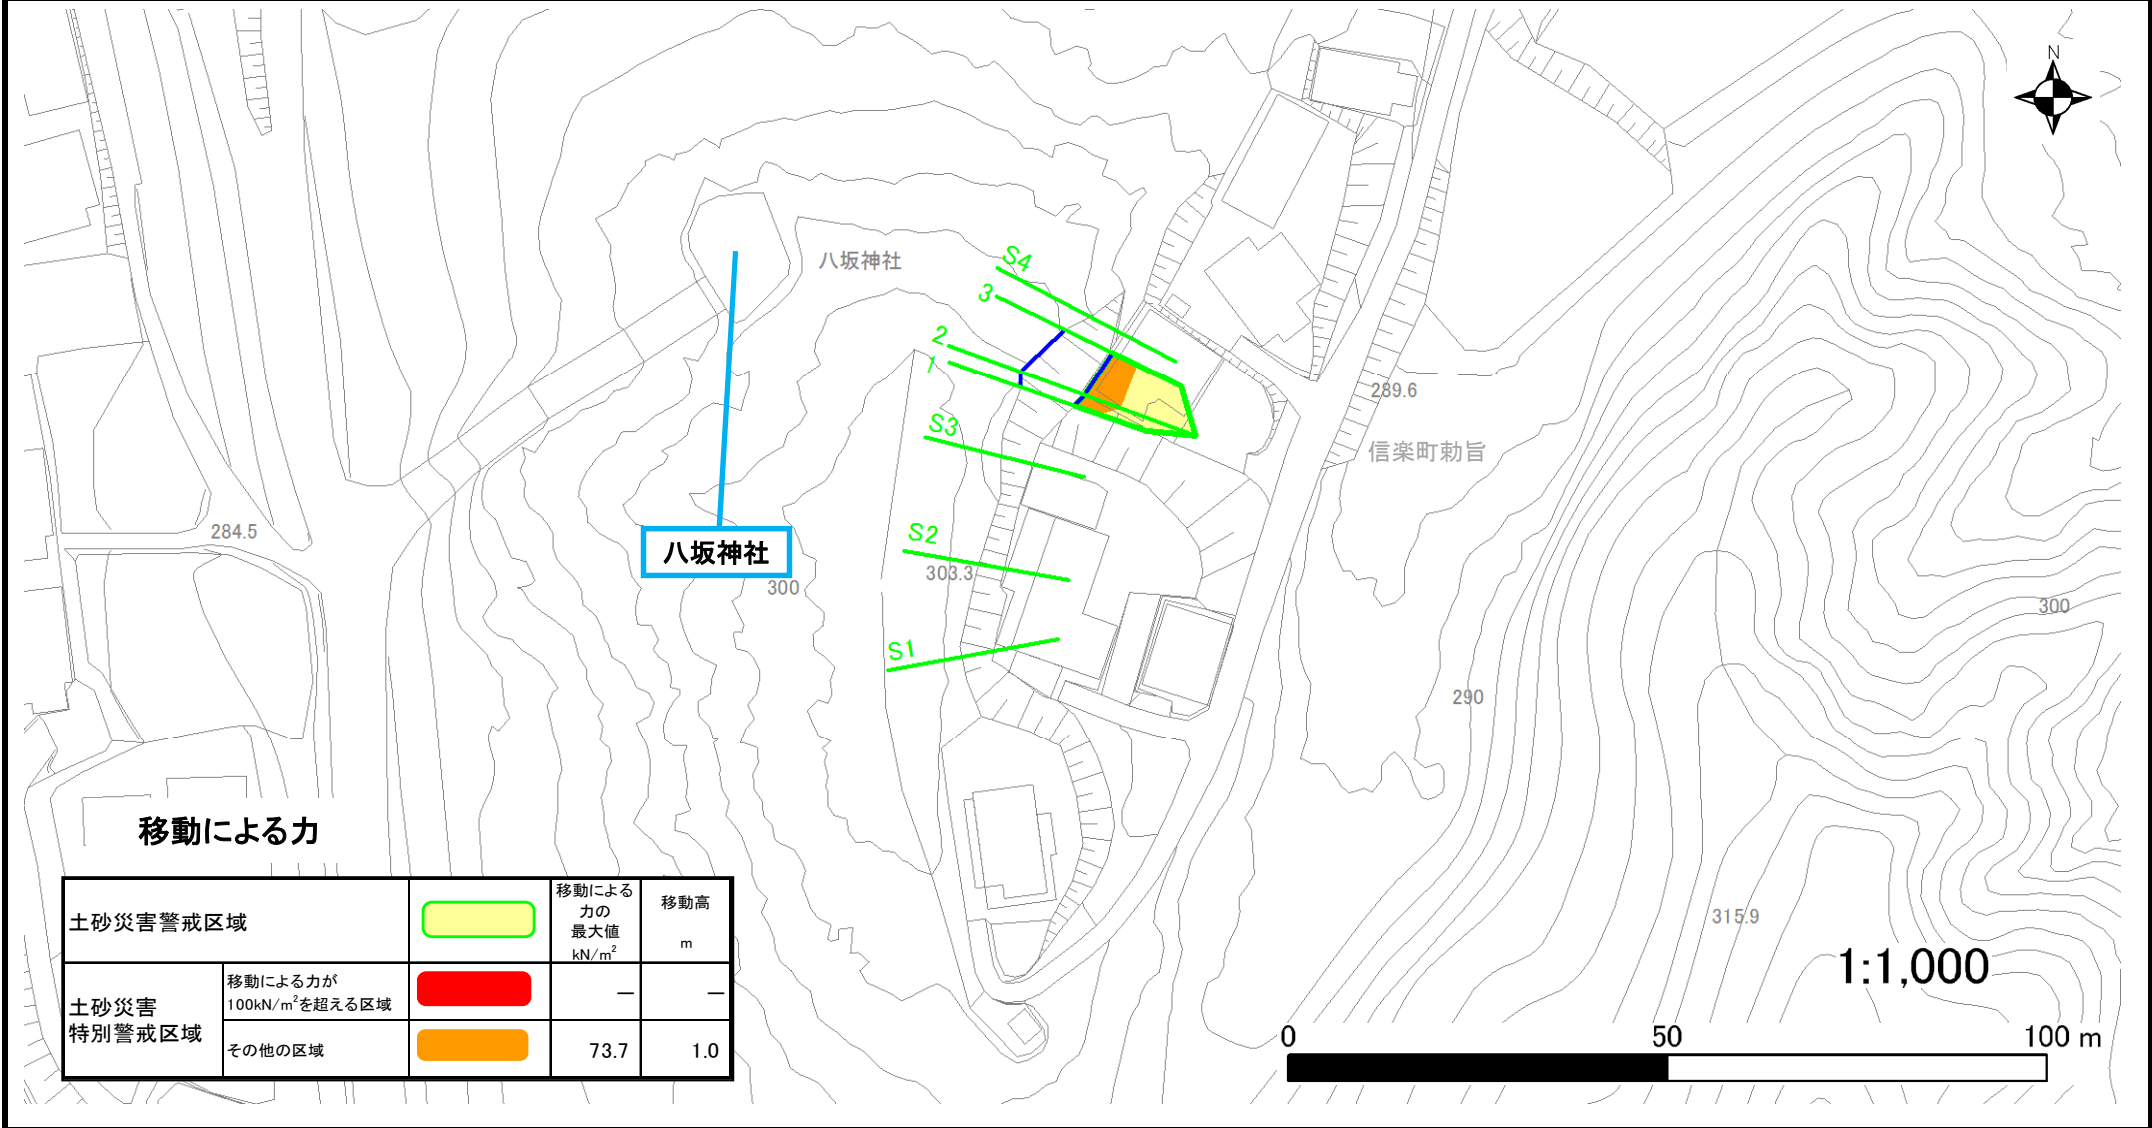 N
八坂神社
S4
3
2
1
289.6
S3
信楽町勅旨
284.5
S2
八坂神社
303.3
300
300
S1
290
移動による力
315.9
1:1,000
0 50 100 m
土砂災害警戒区域
移動による
力の
最大値
kN/m²
移動高
m
土砂災害
特別警戒区域
移動による力が
100kN/m²を超える区域
— —
その他の区域
73.7 1.0